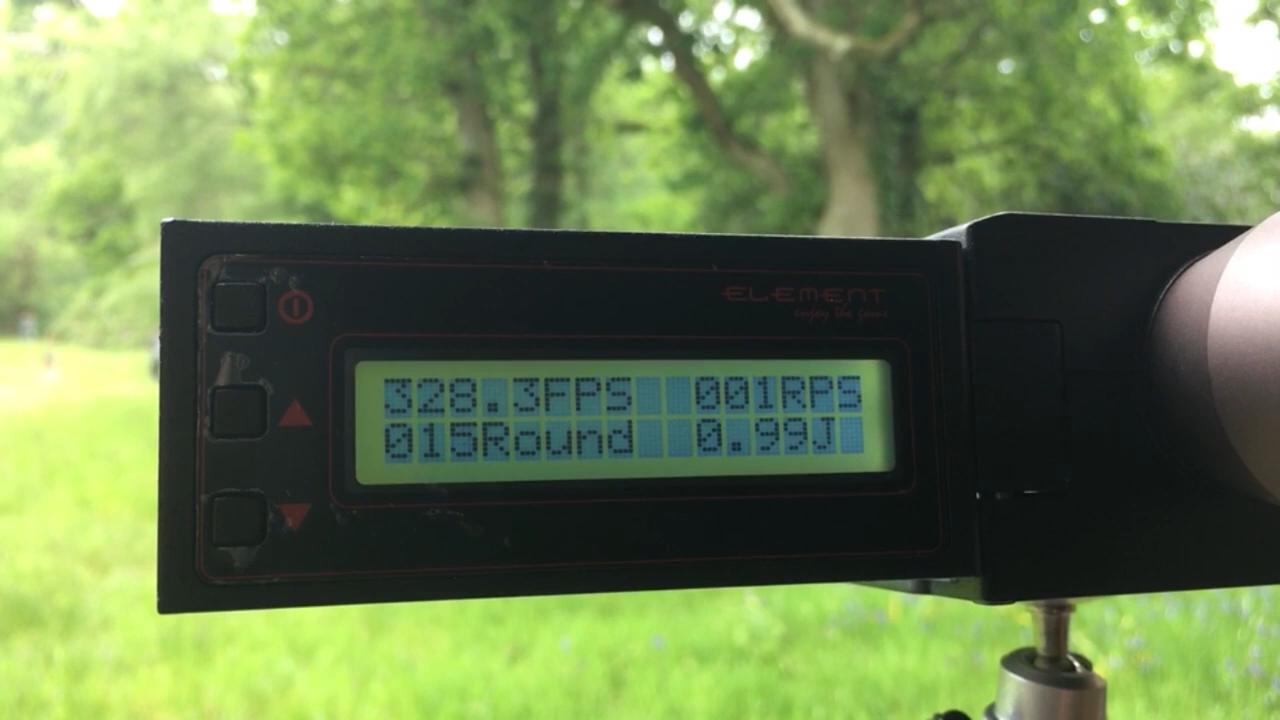 ELEMENT
enjoy the game
328.3FPS 001RPS
015Round 0.99J